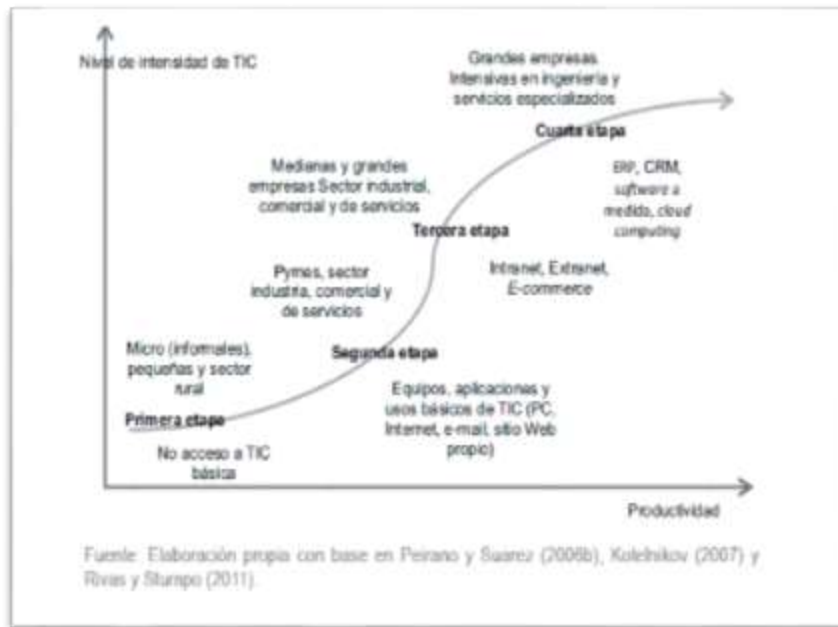 Nivel de intensidad de TIC
Grandes empresas.
Intensivas en ingeniería y
servicios especializados
Cuarta etapa
ERP, CRM,
software a
medida, cloud
computing
Medianas y grandes
empresas Sector industrial,
comercial y de servicios
Tercera etapa
Intranet, Extranet,
E-commerce
Pymes, sector
industria, comercial y
de servicios
Segunda etapa
Equipos, aplicaciones y
usos básicos de TIC (PC,
Internet, e-mail, sitio Web
propio)
Micro (informales),
pequeñas y sector
rural
Primera etapa
No acceso a TIC
básica
Productividad
Fuente: Elaboración propia con base en Peirano y Suarez (2006b), Kotelnikov (2007) y
Rivas y Stumpo (2011).